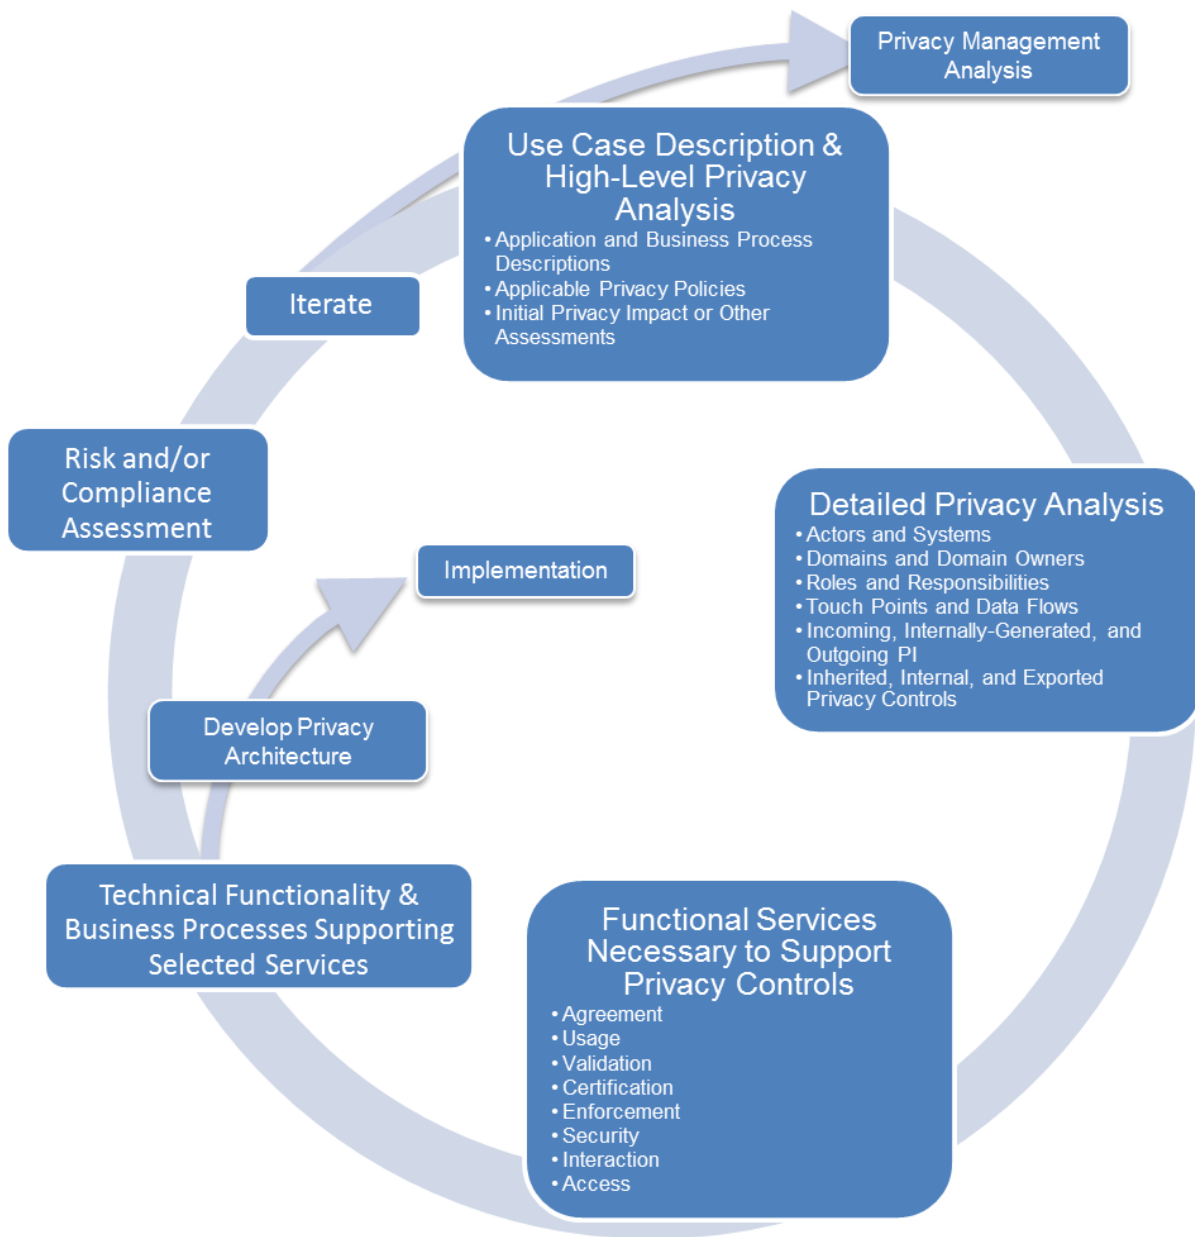 Privacy Management
Analysis
Use Case Description &
High-Level Privacy
Analysis
• Application and Business Process
Descriptions
• Applicable Privacy Policies
• Initial Privacy Impact or Other
Assessments
Iterate
Risk and/or
Compliance
Assessment
Detailed Privacy Analysis
• Actors and Systems
• Domains and Domain Owners
• Roles and Responsibilities
• Touch Points and Data Flows
• Incoming, Internally-Generated, and
Outgoing PI
• Inherited, Internal, and Exported
Privacy Controls
Implementation
Develop Privacy
Architecture
Technical Functionality &
Business Processes Supporting
Selected Services
Functional Services
Necessary to Support
Privacy Controls
• Agreement
• Usage
• Validation
• Certification
• Enforcement
• Security
• Interaction
• Access